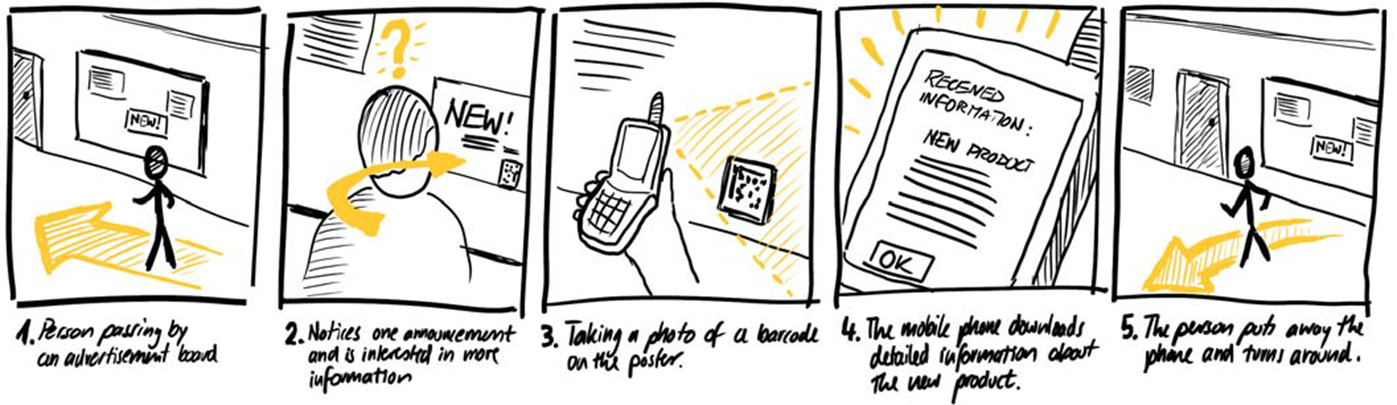 NEW!
1. Person passing by
an advertisement board
?
NEW!
2. Notices one announcement
and is interested in more
information
3. Taking a photo of a barcode
on the poster.
RECEIVED
INFORMATION:
NEW PRODUCT
OK
4. The mobile phone downloads
detailed information about
the new product.
NEW!
5. The person puts away the
phone and turns around.